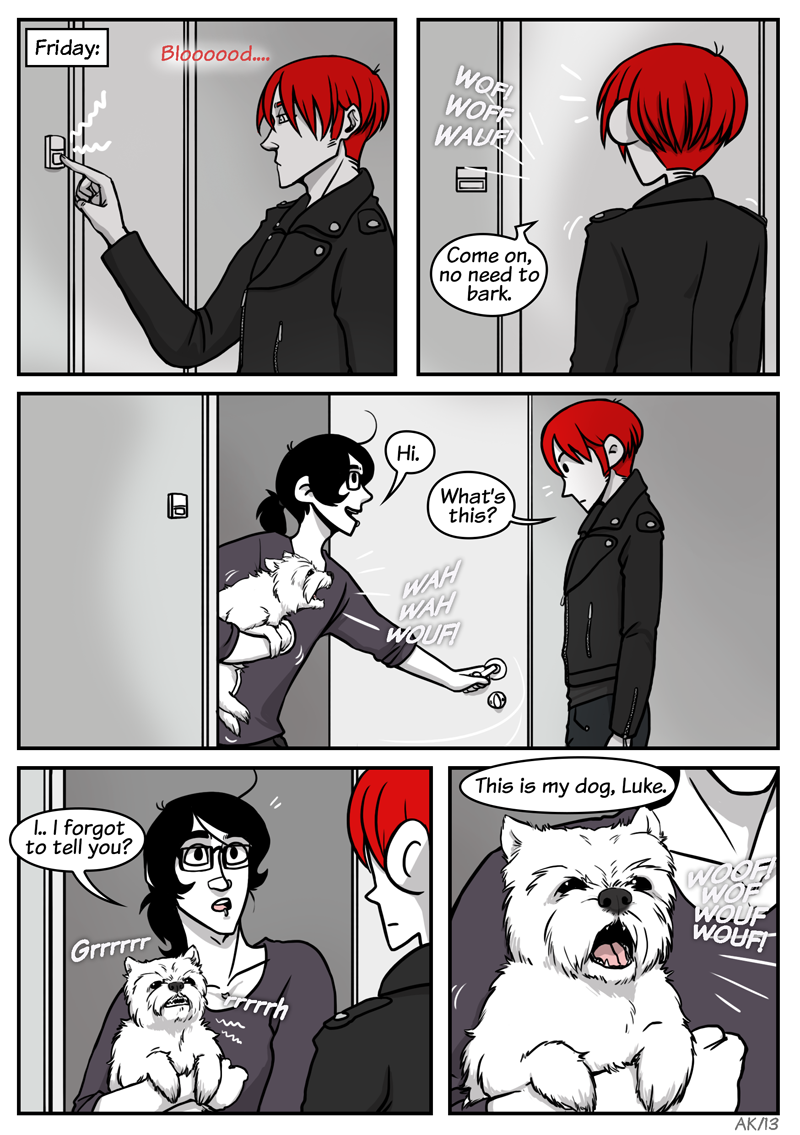 Friday:
Bloooood....
WOF!
WOFF
WAUF!
Come on,
no need to
bark.
Hi.
What's
this?
WAH
WAH
WOUF!
I.. I forgot
to tell you?
Grrrrrr
rrrrrh
This is my dog, Luke.
WOOF!
WOF
WOUF
WOUF!
AK/13